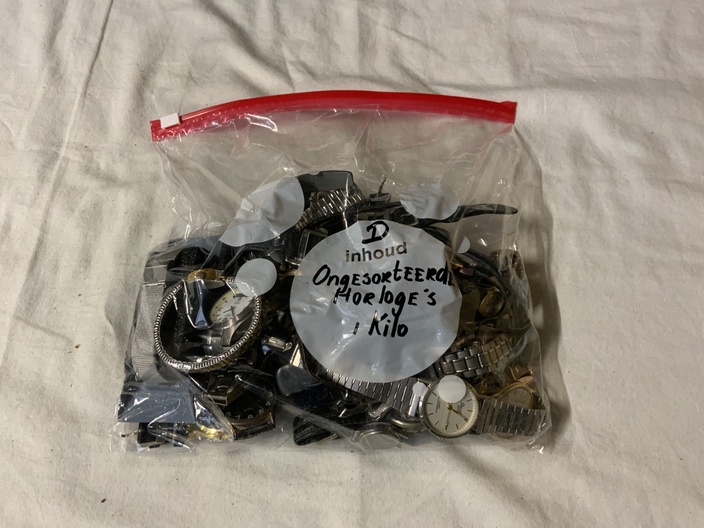 D
inhoud
OngESORTEERDE
HORloge's
1 Kilo